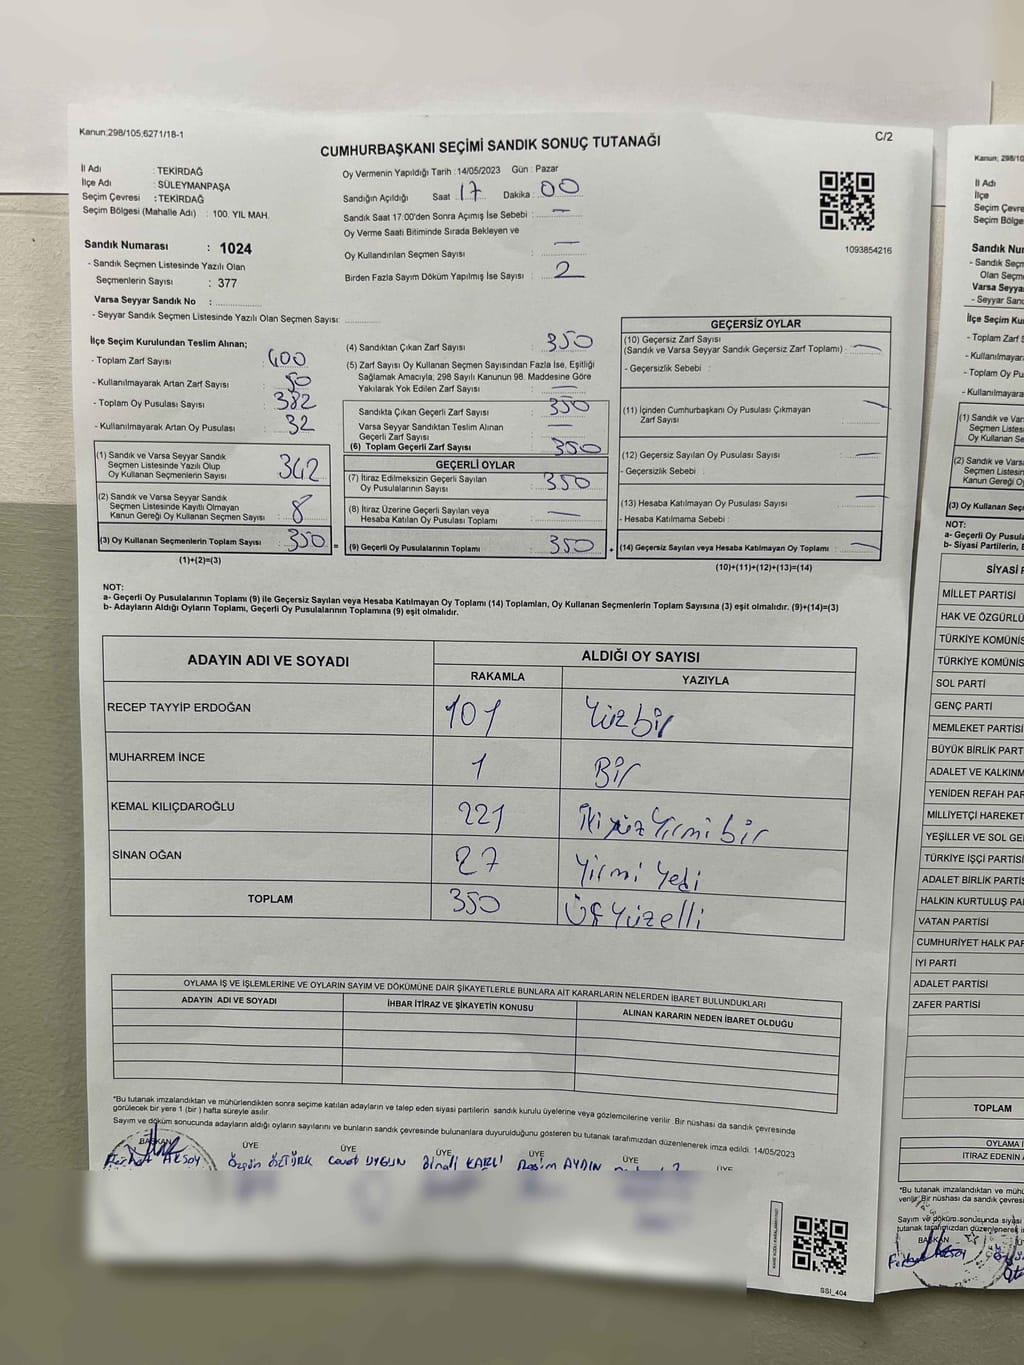 Kanun;298/105,6271/18-1
C/2
CUMHURBAŞKANI SEÇİMİ SANDIK SONUÇ TUTANAĞI
İl Adı : TEKİRDAĞ
İlçe Adı : SÜLEYMANPAŞA
Seçim Çevresi : TEKİRDAĞ
Seçim Bölgesi (Mahalle Adı) : 100. YIL MAH.
Sandık Numarası : 1024
- Sandık Seçmen Listesinde Yazılı Olan
Seçmenlerin Sayısı : 377
Varsa Seyyar Sandık No :
- Seyyar Sandık Seçmen Listesinde Yazılı Olan Seçmen Sayısı:
Oy Vermenin Yapıldığı Tarih : 14/05/2023 Gün : Pazar
Sandığın Açıldığı Saat : 17 Dakika : 00
Sandık Saat 17:00'den Sonra Açımış İse Sebebi : —
Oy Verme Saati Bitiminde Sırada Bekleyen ve
Oy Kullandırılan Seçmen Sayısı : —
Birden Fazla Sayım Döküm Yapılmış İse Sayısı : 2
1093854216
İlçe Seçim Kurulundan Teslim Alınan;
- Toplam Zarf Sayısı : 400
- Kullanılmayarak Artan Zarf Sayısı : 50
- Toplam Oy Pusulası Sayısı : 382
- Kullanılmayarak Artan Oy Pusulası : 32
(1) Sandık ve Varsa Seyyar Sandık
Seçmen Listesinde Yazılı Olup
Oy Kullanan Seçmenlerin Sayısı : 342
(2) Sandık ve Varsa Seyyar Sandık
Seçmen Listesinde Kayıtlı Olmayan
Kanun Gereği Oy Kullanan Seçmen Sayısı : 8
(3) Oy Kullanan Seçmenlerin Toplam Sayısı : 350
(1)+(2)=(3)
(4) Sandıktan Çıkan Zarf Sayısı : 350
(5) Zarf Sayısı Oy Kullanan Seçmen Sayısından Fazla İse, Eşitliği
Sağlamak Amacıyla; 298 Sayılı Kanunun 98. Maddesine Göre
Yakılarak Yok Edilen Zarf Sayısı : —
Sandıkta Çıkan Geçerli Zarf Sayısı : 350
Varsa Seyyar Sandıktan Teslim Alınan
Geçerli Zarf Sayısı : —
(6) Toplam Geçerli Zarf Sayısı : 350
GEÇERLİ OYLAR
(7) İtiraz Edilmeksizin Geçerli Sayılan
Oy Pusulalarının Sayısı : 350
(8) İtiraz Üzerine Geçerli Sayılan veya
Hesaba Katılan Oy Pusulası Toplamı : —
= (9) Geçerli Oy Pusulalarının Toplamı : 350 +
GEÇERSİZ OYLAR
(10) Geçersiz Zarf Sayısı
(Sandık ve Varsa Seyyar Sandık Geçersiz Zarf Toplamı) : —
- Geçersizlik Sebebi :
(11) İçinden Cumhurbaşkanı Oy Pusulası Çıkmayan
Zarf Sayısı : —
(12) Geçersiz Sayılan Oy Pusulası Sayısı : —
- Geçersizlik Sebebi :
(13) Hesaba Katılmayan Oy Pusulası Sayısı : —
- Hesaba Katılmama Sebebi :
(14) Geçersiz Sayılan veya Hesaba Katılmayan Oy Toplamı : —
(10)+(11)+(12)+(13)=(14)
NOT:
a- Geçerli Oy Pusulalarının Toplamı (9) ile Geçersiz Sayılan veya Hesaba Katılmayan Oy Toplamı (14) Toplamları, Oy Kullanan Seçmenlerin Toplam Sayısına (3) eşit olmalıdır. (9)+(14)=(3)
b- Adayların Aldığı Oyların Toplamı, Geçerli Oy Pusulalarının Toplamına (9) eşit olmalıdır.
ADAYIN ADI VE SOYADI
ALDIĞI OY SAYISI
RAKAMLA YAZIYLA
RECEP TAYYİP ERDOĞAN 101 Yüzbir
MUHARREM İNCE 1 Bir
KEMAL KILIÇDAROĞLU 221 İkiyüzYirmibir
SİNAN OĞAN 27 Yirmi Yedi
TOPLAM 350 ÜçYüzelli
OYLAMA İŞ VE İŞLEMLERİNE VE OYLARIN SAYIM VE DÖKÜMÜNE DAİR ŞİKAYETLERLE BUNLARA AİT KARARLARIN NELERDEN İBARET BULUNDUKLARI
ADAYIN ADI VE SOYADI İHBAR İTİRAZ VE ŞİKAYETİN KONUSU ALINAN KARARIN NEDEN İBARET OLDUĞU
*Bu tutanak imzalandıktan ve mühürlendikten sonra seçime katılan adayların ve talep eden siyasi partilerin sandık kurulu üyelerine veya gözlemcilerine verilir. Bir nüshası da sandık çevresinde
görülecek bir yere 1 (bir) hafta süreyle asılır.
Sayım ve döküm sonucunda adayların aldığı oyların sayılarını ve bunların sandık çevresinde bulunanlara duyurulduğunu gösteren bu tutanak tarafımızdan düzenlenerek imza edildi. 14/05/2023
BAŞKAN ÜYE ÜYE ÜYE ÜYE ÜYE ÜYE
AKSOY Özgün ÖZTÜRK Cevat UYGUN Binali KARLI Rasim AYDIN
SSI_404
Kanun; 298/10
İl Adı
İlçe
Seçim Çevre
Seçim Bölge
Sandık Nu
- Sandık Seçm
Olan Seçm
Varsa Seyya
- Seyyar Sand
İlçe Seçim Ku
- Toplam Zarf S
- Kullanılmayar
- Toplam Oy Pu
- Kullanılmayara
(1) Sandık ve Var
Seçmen Listes
Oy Kullanan Se
(2) Sandık ve Varsa
Seçmen Listes
Kanun Gereği O
(3) Oy Kullanan Seç
NOT:
a- Geçerli Oy Pusula
b- Siyasi Partilerin,
SİYASİ
MİLLET PARTİSİ
HAK VE ÖZGÜRLÜ
TÜRKİYE KOMÜNİS
TÜRKİYE KOMÜNİS
SOL PARTİ
GENÇ PARTİ
MEMLEKET PARTİSİ
BÜYÜK BİRLİK PART
ADALET VE KALKINM
YENİDEN REFAH PAR
MİLLİYETÇİ HAREKET
YEŞİLLER VE SOL GE
TÜRKİYE İŞÇİ PARTİSİ
ADALET BİRLİK PARTİS
HALKIN KURTULUŞ PA
VATAN PARTİSİ
CUMHURİYET HALK PAR
İYİ PARTİ
ADALET PARTİSİ
ZAFER PARTİSİ
TOPLAM
OYLAMA İ
İTİRAZ EDENİN
*Bu tutanak imzalandıktan ve mühü
verilir. Bir nüshası da sandık çevresi
Sayım ve döküm sonucunda siyasi
tutanak tarafımızdan düzenlenerek im
BAŞKAN